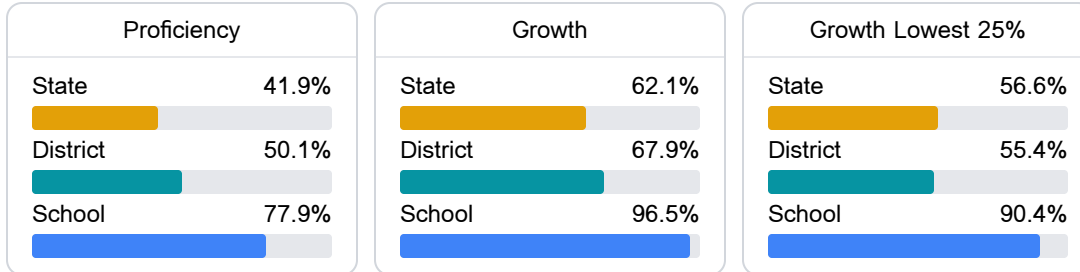 Proficiency
State 41.9%
District 50.1%
School 77.9%
Growth
State 62.1%
District 67.9%
School 96.5%
Growth Lowest 25%
State 56.6%
District 55.4%
School 90.4%